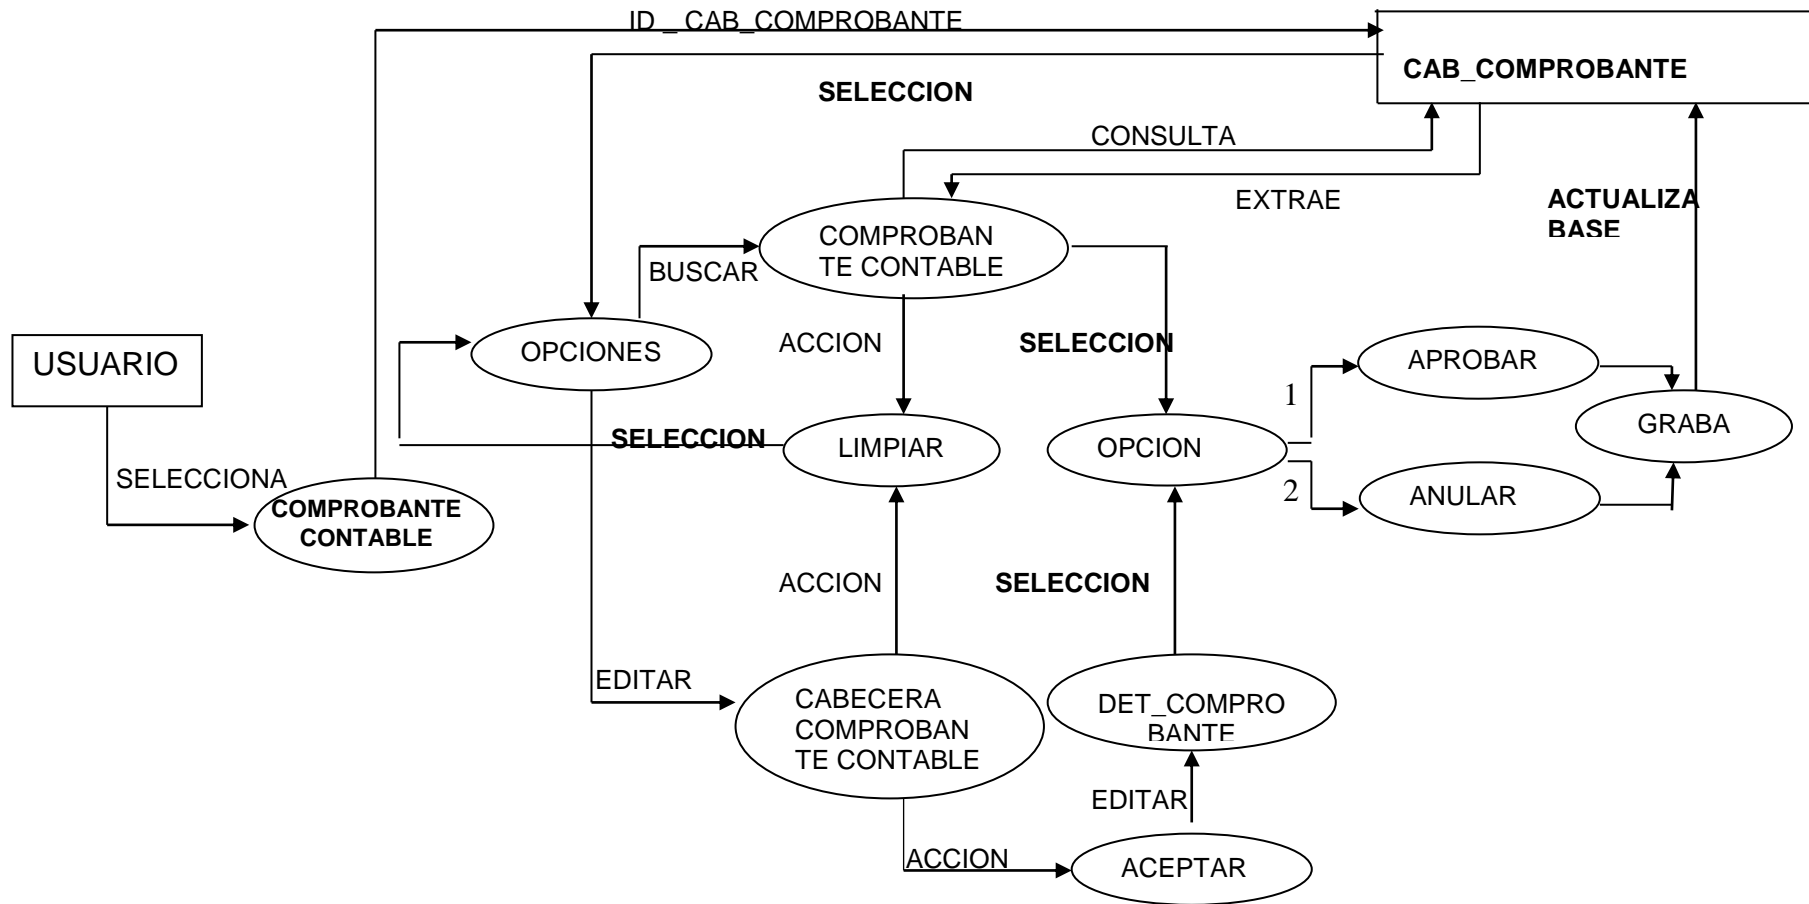 ID _ CAB_COMPROBANTE
CAB_COMPROBANTE
SELECCION
CONSULTA
EXTRAE
ACTUALIZA
BASE
COMPROBAN
TE CONTABLE
BUSCAR
OPCIONES
ACCION
SELECCION
APROBAR
USUARIO
1
GRABA
SELECCION
LIMPIAR
OPCION
SELECCIONA
2
ANULAR
COMPROBANTE
CONTABLE
ACCION
SELECCION
EDITAR
CABECERA
COMPROBAN
TE CONTABLE
DET_COMPRO
BANTE
EDITAR
ACCION
ACEPTAR